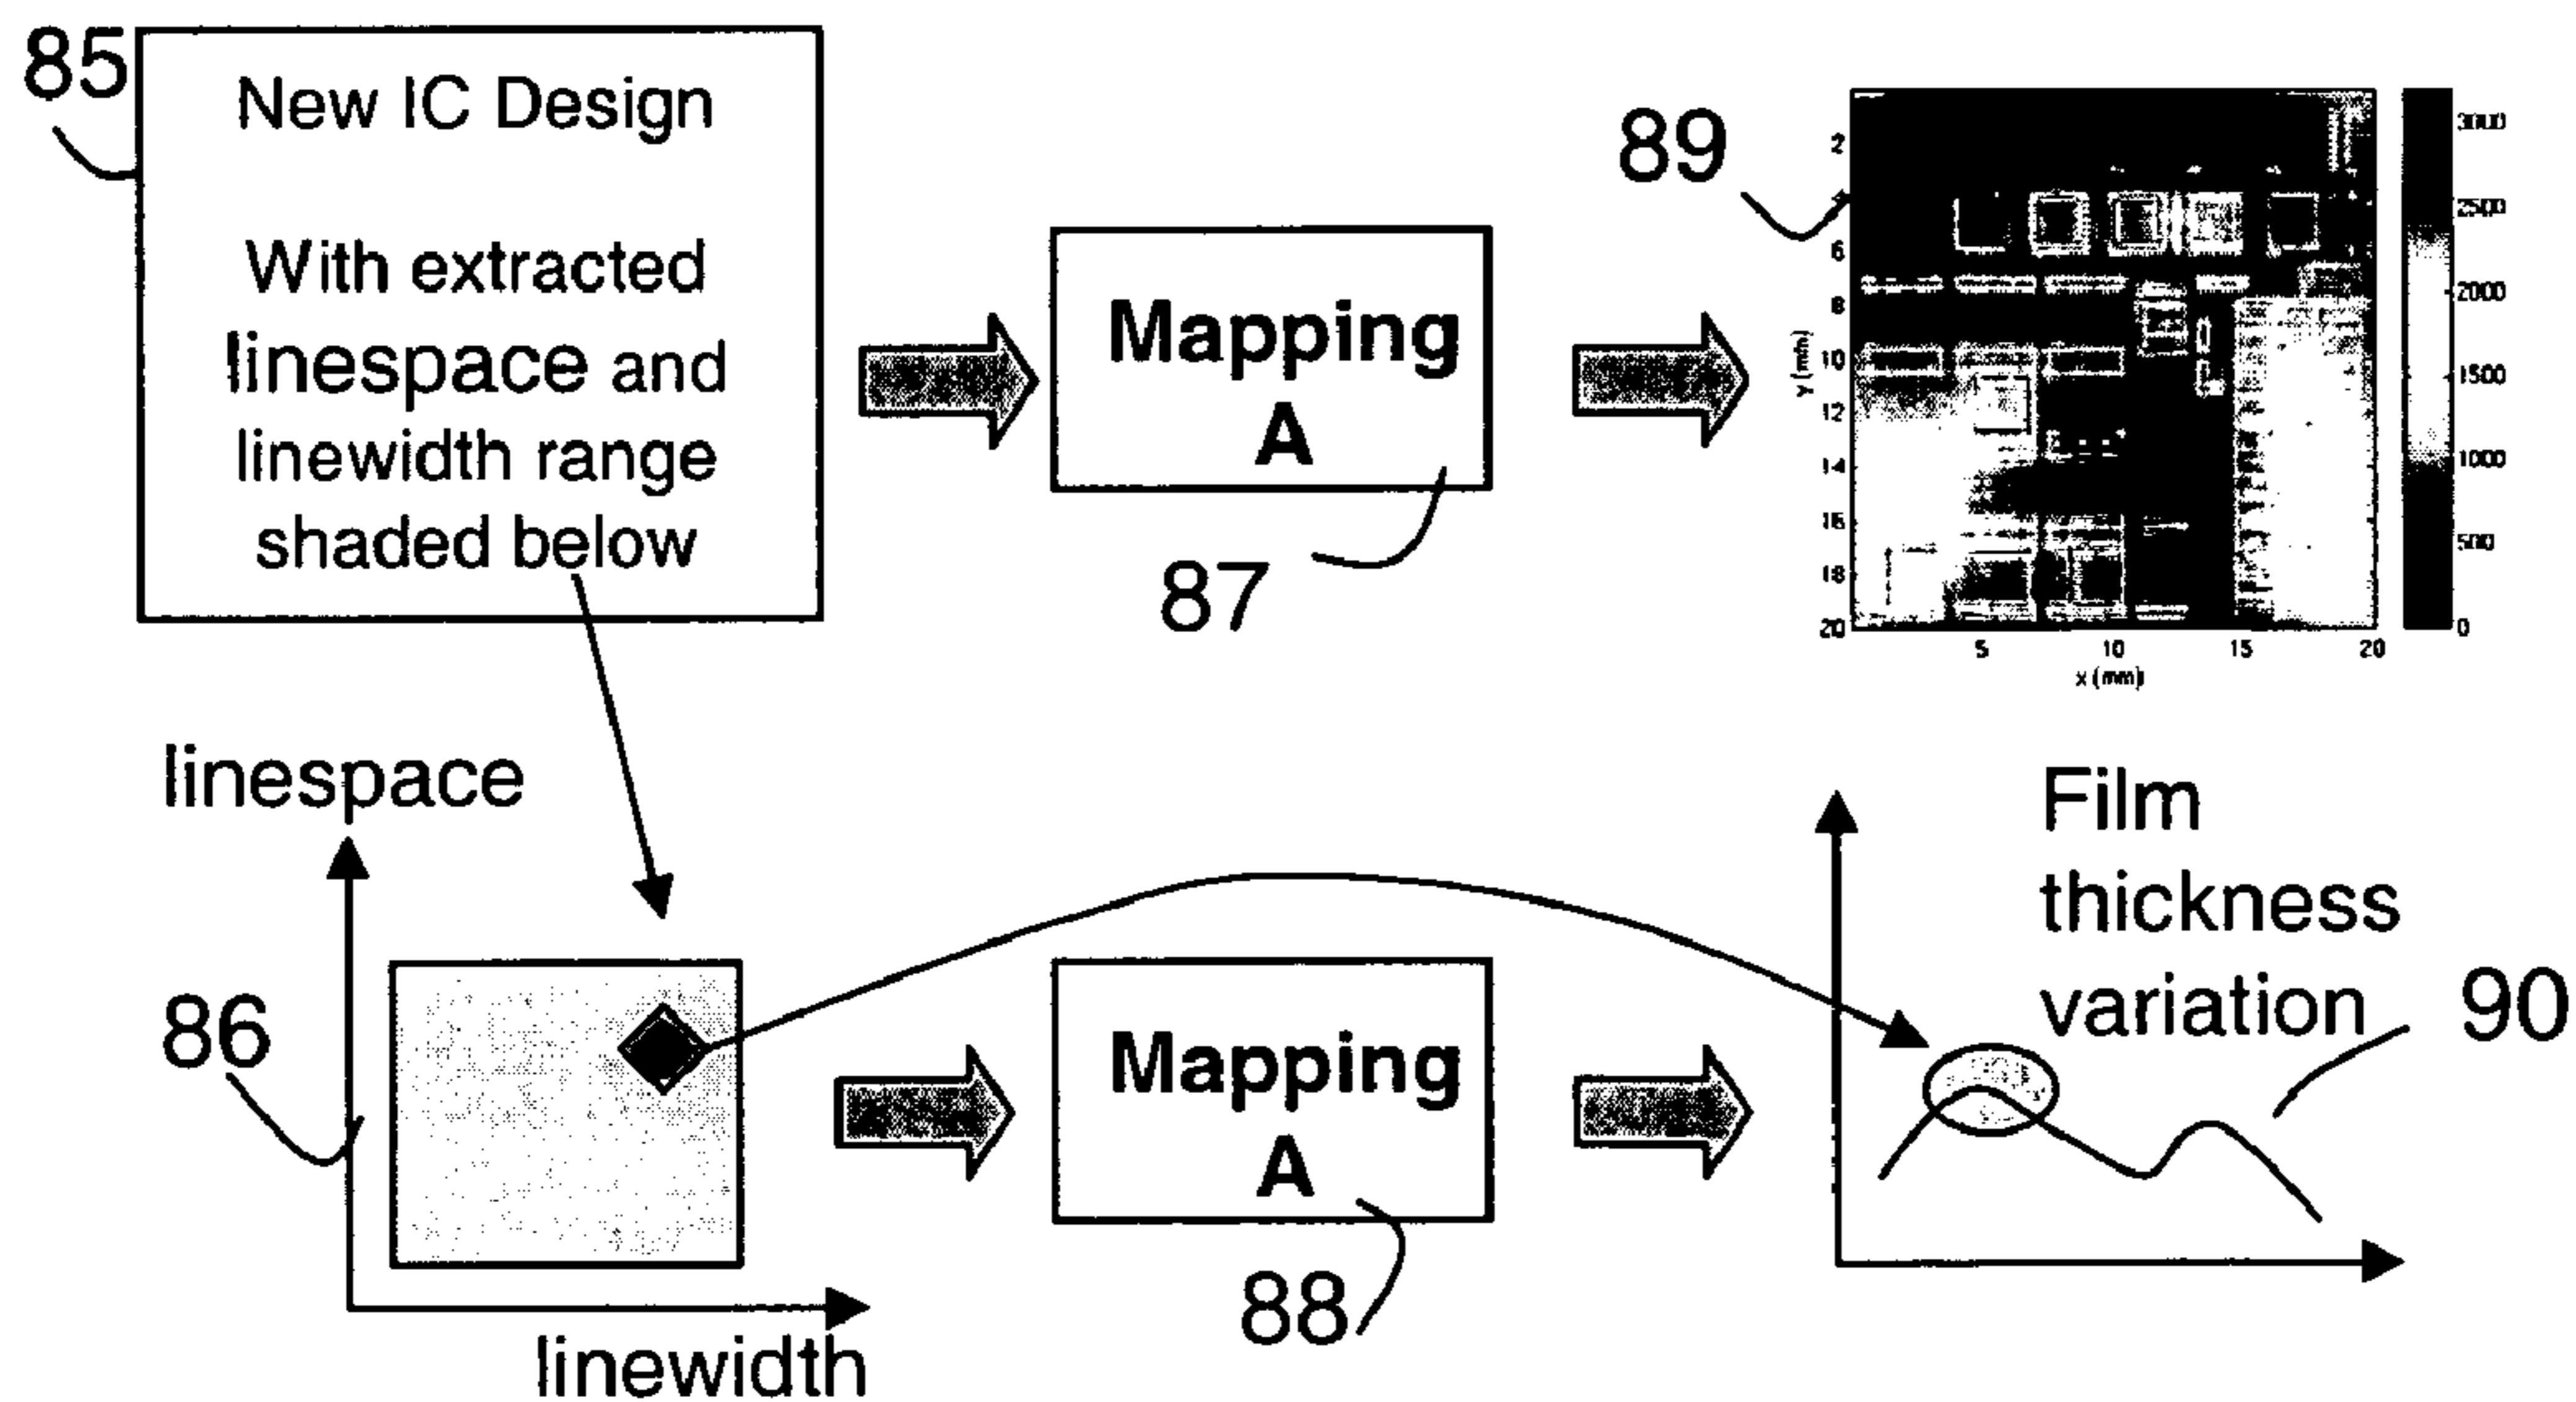 85
New IC Design
With extracted
linespace and
linewidth range
shaded below
Mapping
A
87
89
2
4
6
8
10
12
14
16
18
20
y (mm)
5
10
15
20
x (mm)
3000
2500
2000
1500
1000
500
0
linespace
86
linewidth
Mapping
A
88
Film
thickness
variation
90